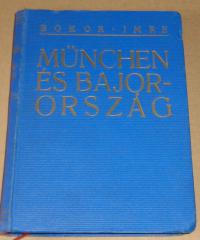 BOKOR-IMRE
MÜNCHEN
ÉS BAJOR-
ORSZÁG